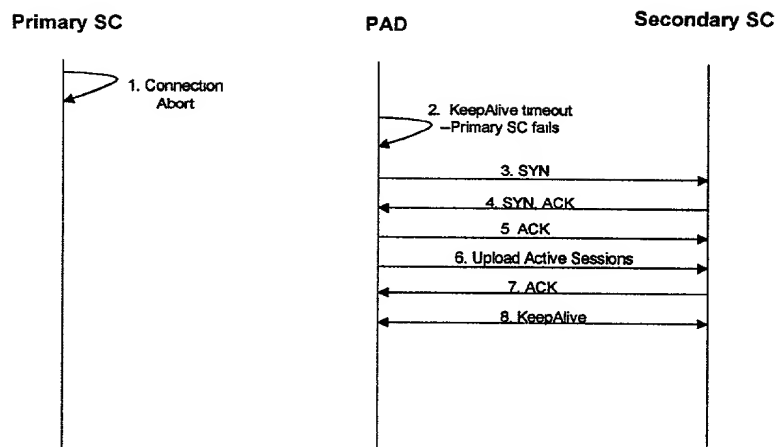 Primary SC
PAD
Secondary SC
1. Connection
Abort
2. KeepAlive timeout
–Primary SC fails
3. SYN
4. SYN, ACK
5 ACK
6. Upload Active Sessions
7. ACK
8. KeepAlive